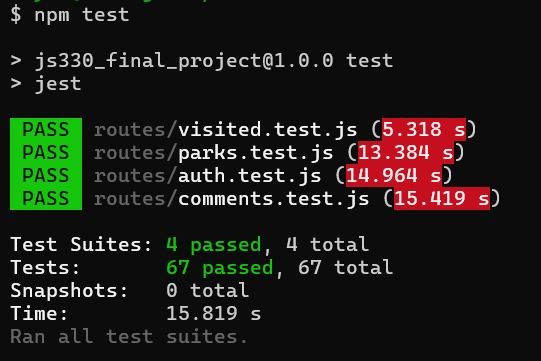 $ npm test
> js330_final_project@1.0.0 test
> jest
PASS routes/visited.test.js (5.318 s)
PASS routes/parks.test.js (13.384 s)
PASS routes/auth.test.js (14.964 s)
PASS routes/comments.test.js (15.419 s)
Test Suites: 4 passed, 4 total
Tests: 67 passed, 67 total
Snapshots: 0 total
Time: 15.819 s
Ran all test suites.